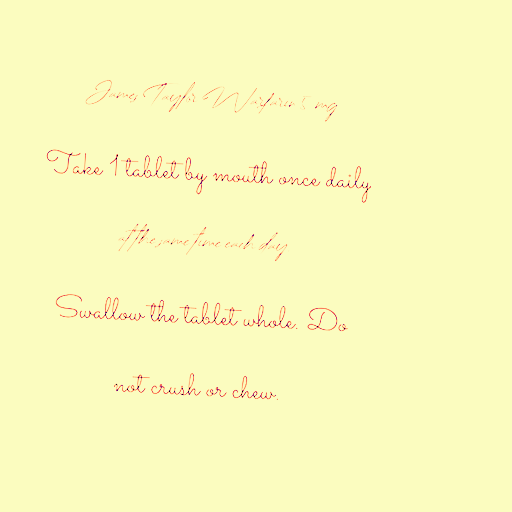 James Taylor Warfarin 5 mg
Take 1 tablet by mouth once daily
at the same time each day
Swallow the tablet whole. Do
not crush or chew.